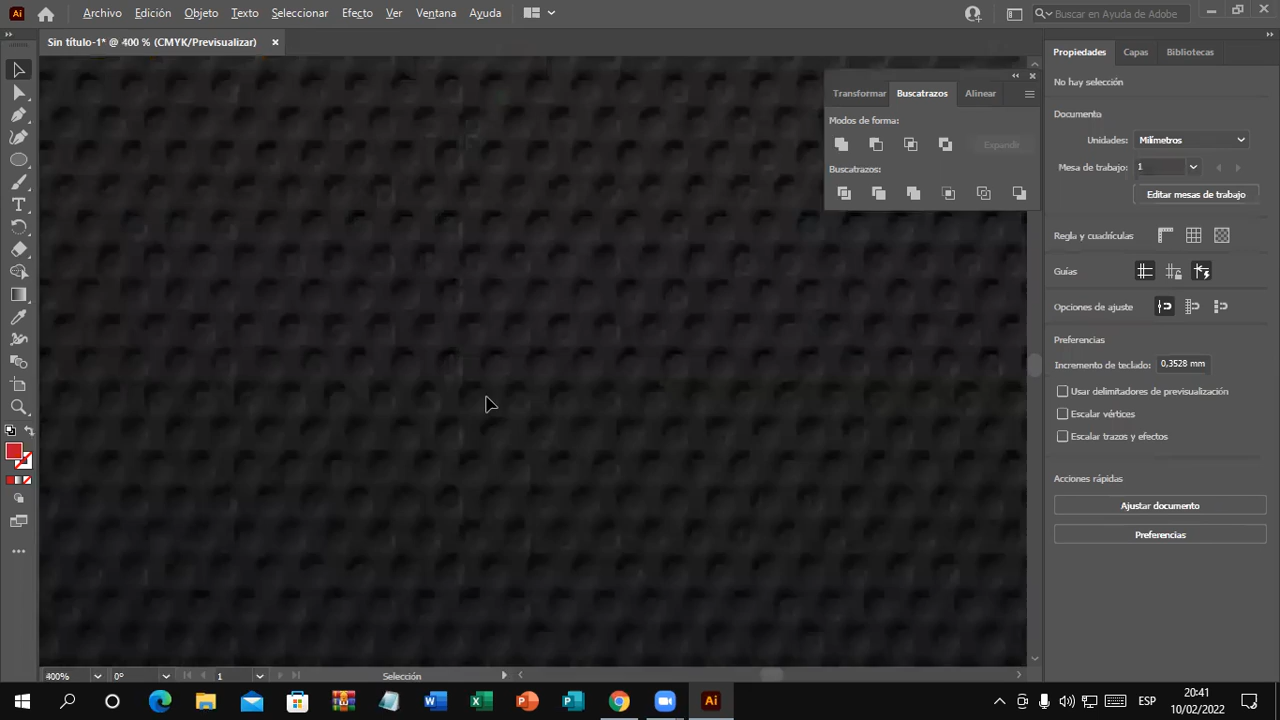 Ai
Archivo Edición Objeto Texto Seleccionar Efecto Ver Ventana Ayuda
Buscar en Ayuda de Adobe
Sin título-1* @ 400 % (CMYK/Previsualizar)
Propiedades Capas Bibliotecas
No hay selección
Transformar Buscatrazos Alinear
Documento
Modos de forma:
Unidades: Milímetros
Expandir
Buscatrazos:
Mesa de trabajo: 1
Editar mesas de trabajo
Regla y cuadrículas
Guías
Opciones de ajuste
Preferencias
Incremento de teclado: 0,3528 mm
Usar delimitadores de previsualización
Escalar vértices
Escalar trazos y efectos
Acciones rápidas
Ajustar documento
Preferencias
400% 0° 1 Selección
ESP
20:41
10/02/2022